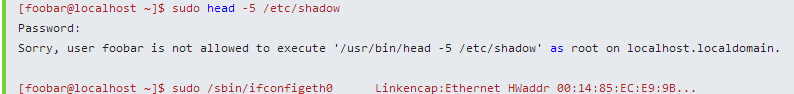 [foobar@localhost ~]$ sudo head -5 /etc/shadow
Password:
Sorry, user foobar is not allowed to execute '/usr/bin/head -5 /etc/shadow' as root on localhost.localdomain.
[foobar@localhost ~]$ sudo /sbin/ifconfigeth0 Linkencap:Ethernet HWaddr 00:14:85:EC:E9:9B...